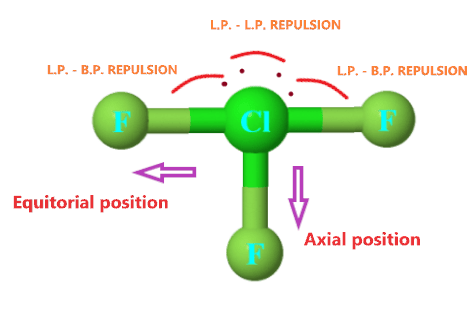 L.P. - L.P. REPULSION
L.P. - B.P. REPULSION
L.P. - B.P. REPULSION
F
Cl
F
Equitorial position
Axial position
F